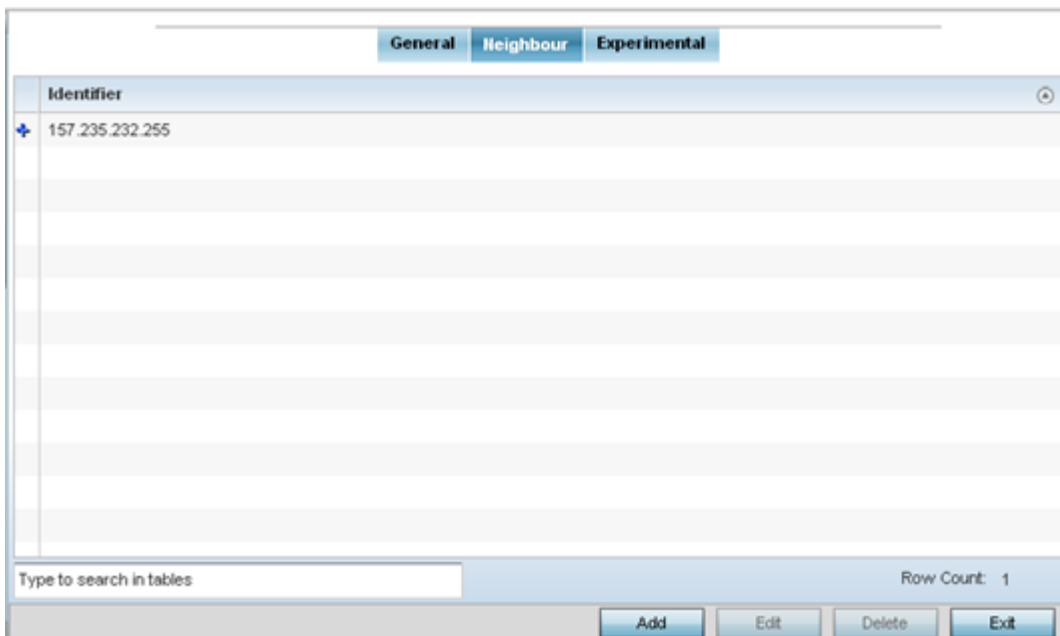 General Neighbour Experimental
Identifier
157.235.232.255
Type to search in tables Row Count: 1
Add Edit Delete Exit